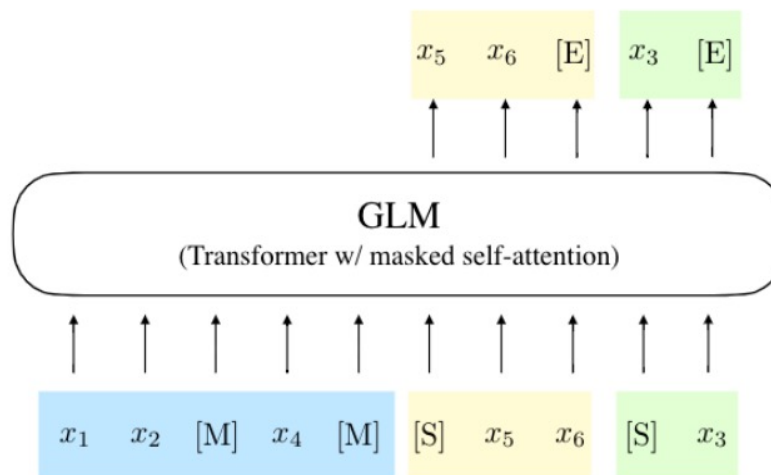 x₅ x₆ [E] x₃ [E]
GLM
(Transformer w/ masked self-attention)
x₁ x₂ [M] x₄ [M] [S] x₅ x₆ [S] x₃